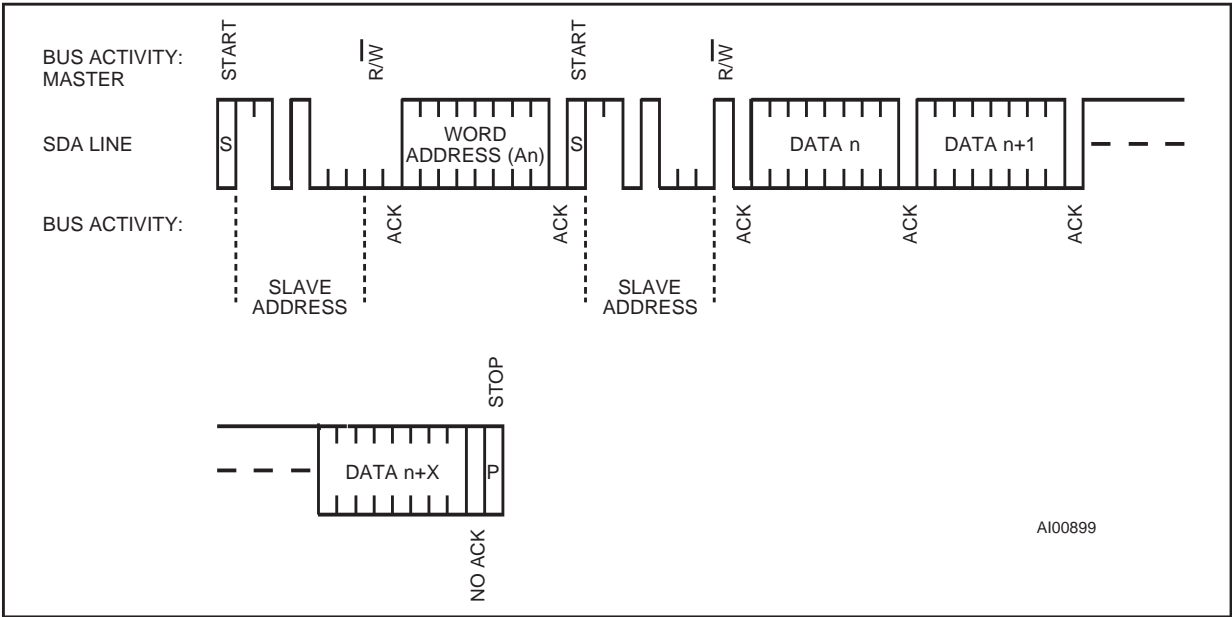 BUS ACTIVITY:
MASTER
START
R/W
START
R/W
SDA LINE
S
WORD
ADDRESS (An)
S
DATA n
DATA n+1
BUS ACTIVITY:
ACK
ACK
ACK
ACK
ACK
SLAVE
ADDRESS
SLAVE
ADDRESS
STOP
DATA n+X
P
NO ACK
AI00899